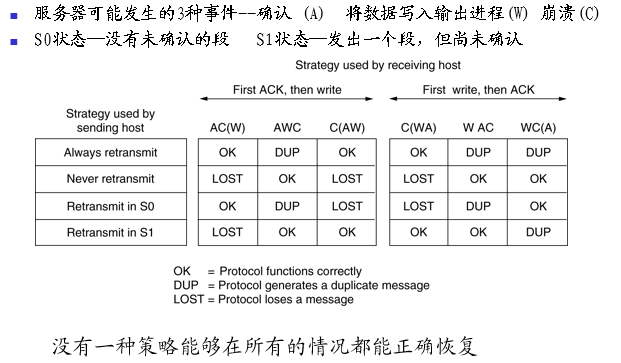 服务器可能发生的3种事件--确认 (A) 将数据写入输出进程(W) 崩溃(C)
S0状态—没有未确认的段 S1状态—发出一个段，但尚未确认
Strategy used by receiving host
First ACK, then write First write, then ACK
Strategy used by
sending host AC(W) AWC C(AW) C(WA) W AC WC(A)
Always retransmit OK DUP OK OK DUP DUP
Never retransmit LOST OK LOST LOST OK OK
Retransmit in S0 OK DUP LOST LOST DUP OK
Retransmit in S1 LOST OK OK OK OK DUP
OK = Protocol functions correctly
DUP = Protocol generates a duplicate message
LOST = Protocol loses a message
没有一种策略能够在所有的情况都能正确恢复